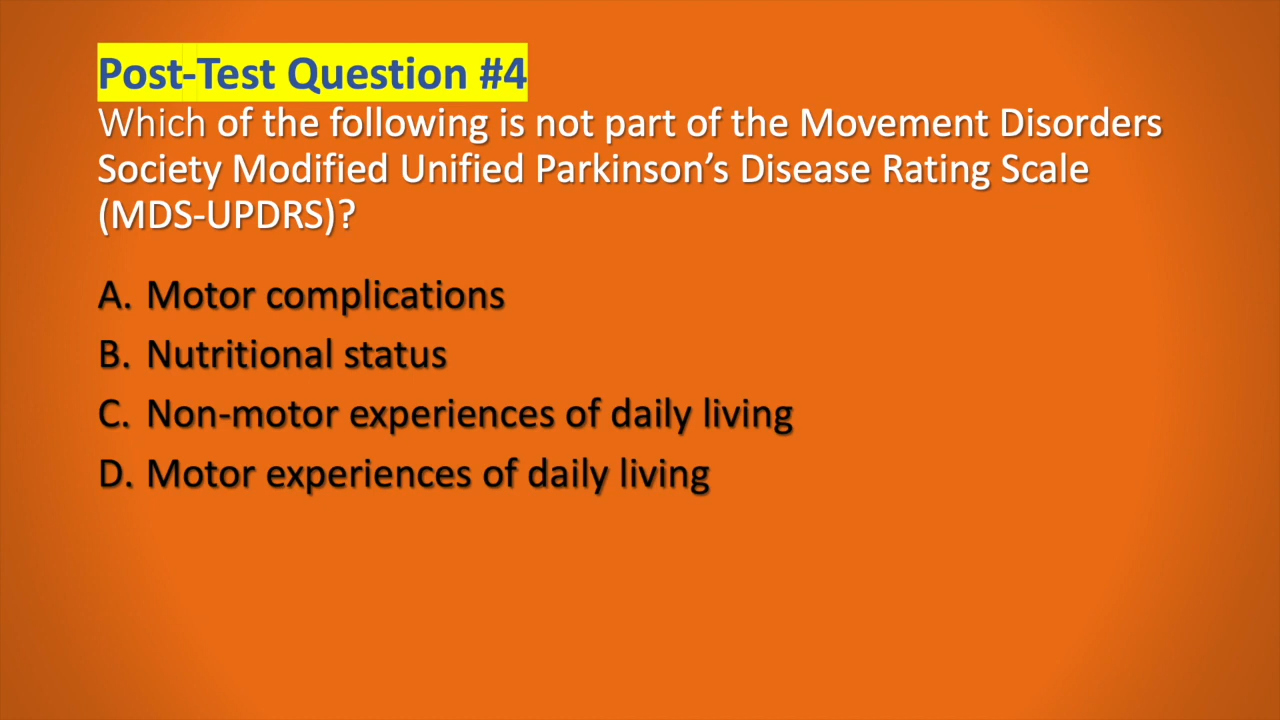 Post-Test Question #4
Which of the following is not part of the Movement Disorders
Society Modified Unified Parkinson’s Disease Rating Scale
(MDS-UPDRS)?
A. Motor complications
B. Nutritional status
C. Non-motor experiences of daily living
D. Motor experiences of daily living